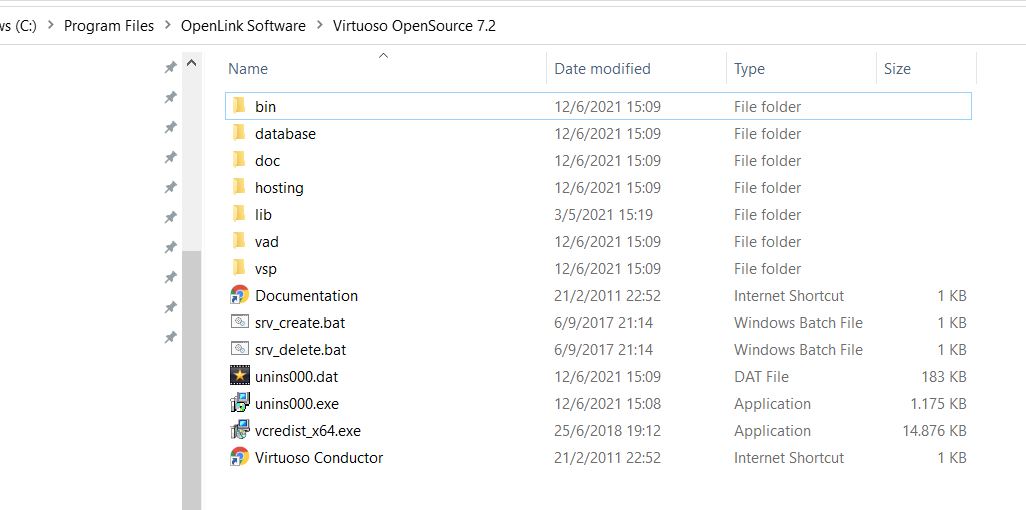 ws (C:) > Program Files > OpenLink Software > Virtuoso OpenSource 7.2
Name Date modified Type Size
bin 12/6/2021 15:09 File folder
database 12/6/2021 15:09 File folder
doc 12/6/2021 15:09 File folder
hosting 12/6/2021 15:09 File folder
lib 3/5/2021 15:19 File folder
vad 12/6/2021 15:09 File folder
vsp 12/6/2021 15:09 File folder
Documentation 21/2/2011 22:52 Internet Shortcut 1 KB
srv_create.bat 6/9/2017 21:14 Windows Batch File 1 KB
srv_delete.bat 6/9/2017 21:14 Windows Batch File 1 KB
unins000.dat 12/6/2021 15:09 DAT File 183 KB
unins000.exe 12/6/2021 15:08 Application 1.175 KB
vcredist_x64.exe 25/6/2018 19:12 Application 14.876 KB
Virtuoso Conductor 21/2/2011 22:52 Internet Shortcut 1 KB